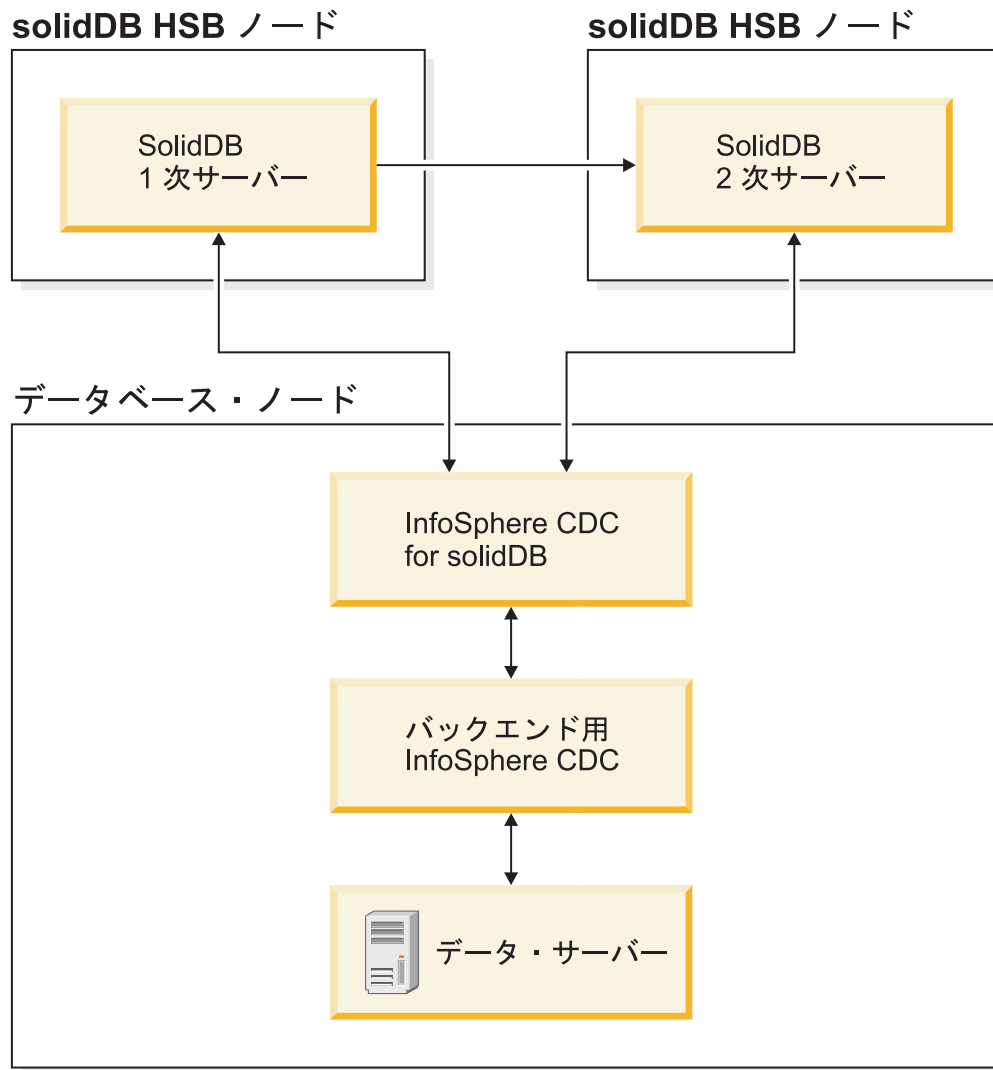 solidDB HSB ノード
solidDB HSB ノード
SolidDB
1 次サーバー
SolidDB
2 次サーバー
データベース・ノード
InfoSphere CDC
for solidDB
バックエンド用
InfoSphere CDC
データ・サーバー